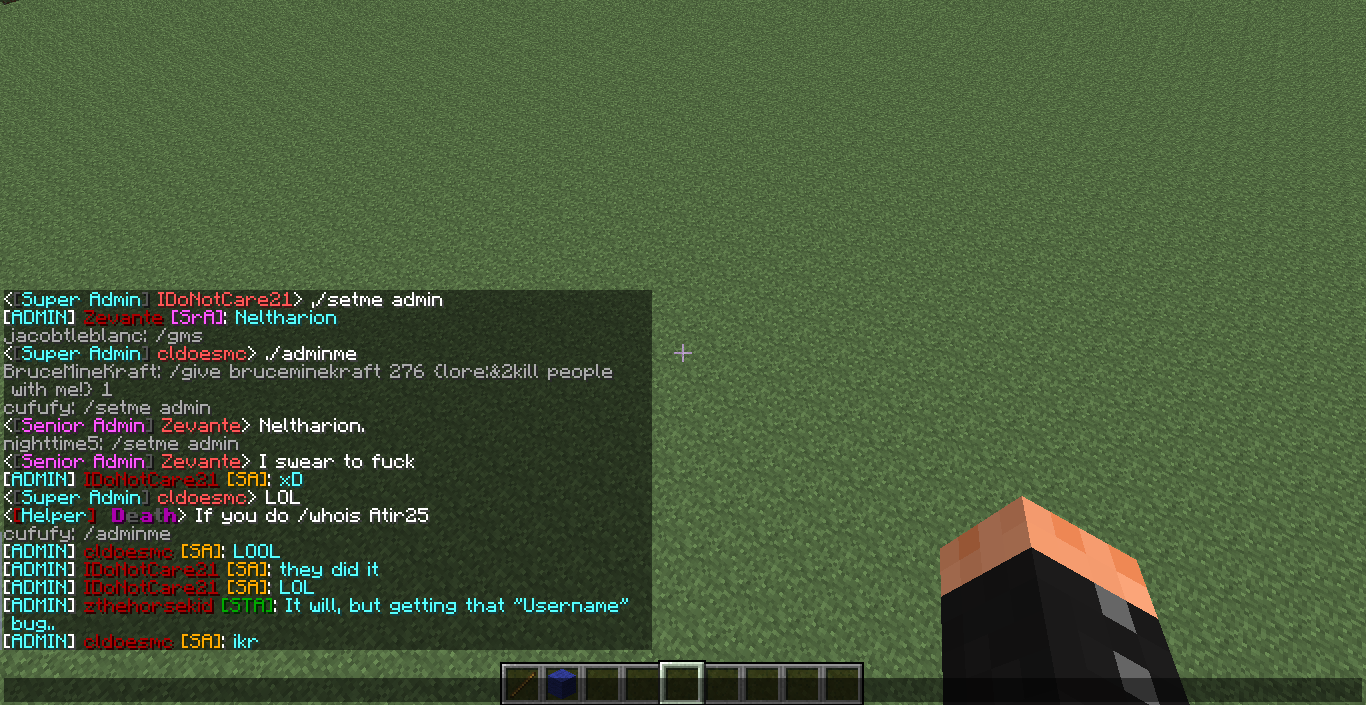 <[Super Admin] IDoNotCare21> ./setme admin
[ADMIN] Zevante [SrA]: Neltharion
jacobtleblanc: /gms
<[Super Admin] cldoesmc> ./adminme
BruceMineKraft: /give bruceminekraft 276 {lore:&2kill people
with me!} 1
cufufy: /setme admin
<[Senior Admin] Zevante> Neltharion.
nighttime5: /setme admin
<[Senior Admin] Zevante> I swear to fuck
[ADMIN] IDoNotCare21 [SA]: xD
<[Super Admin] cldoesmc> LOL
<[Helper] Death> If you do /whois Atir25
cufufy: /adminme
[ADMIN] cldoesmc [SA]: LOOL
[ADMIN] IDoNotCare21 [SA]: they did it
[ADMIN] IDoNotCare21 [SA]: LOL
[ADMIN] zthehorsekid [STA]: It will, but getting that "Username"
bug..
[ADMIN] cldoesmc [SA]: ikr